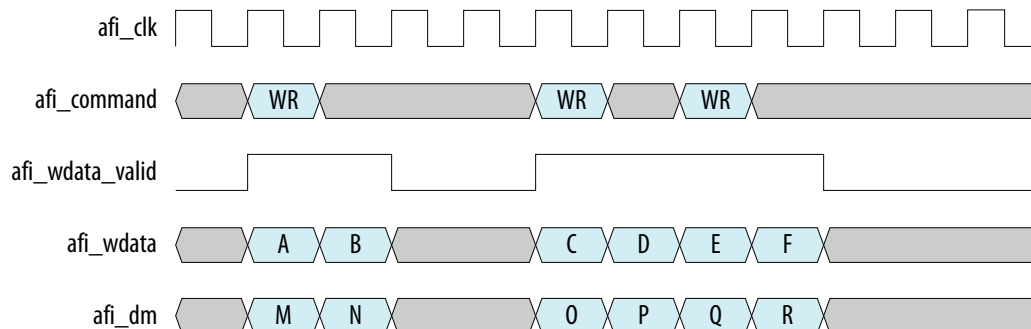 afi_clk
afi_command WR WR WR
afi_wdata_valid
afi_wdata A B C D E F
afi_dm M N O P Q R